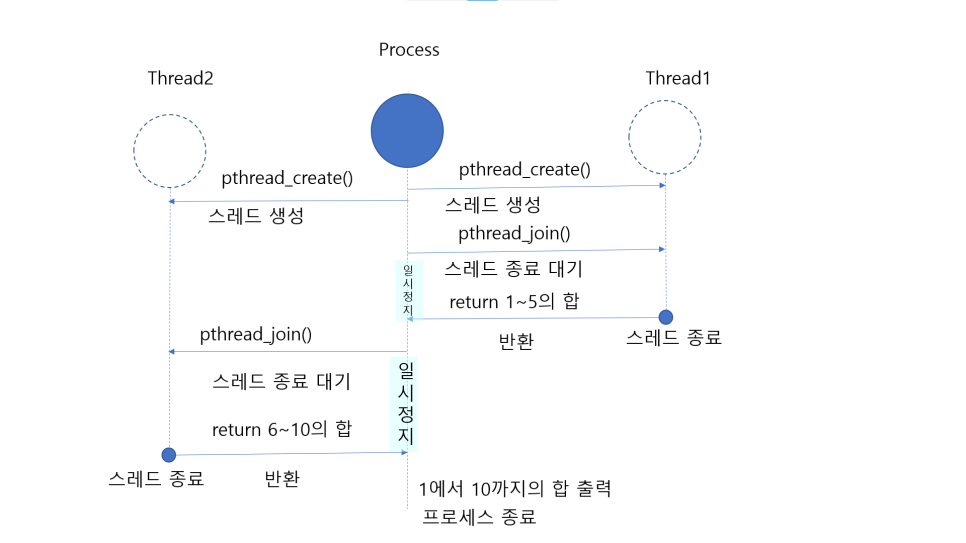 Process
Thread2
Thread1
pthread_create()
pthread_create()
스레드 생성
스레드 생성
pthread_join()
스레드 종료 대기
일시정지
return 1~5의 합
반환
스레드 종료
pthread_join()
스레드 종료 대기
일시정지
return 6~10의 합
스레드 종료
반환
1에서 10까지의 합 출력
프로세스 종료